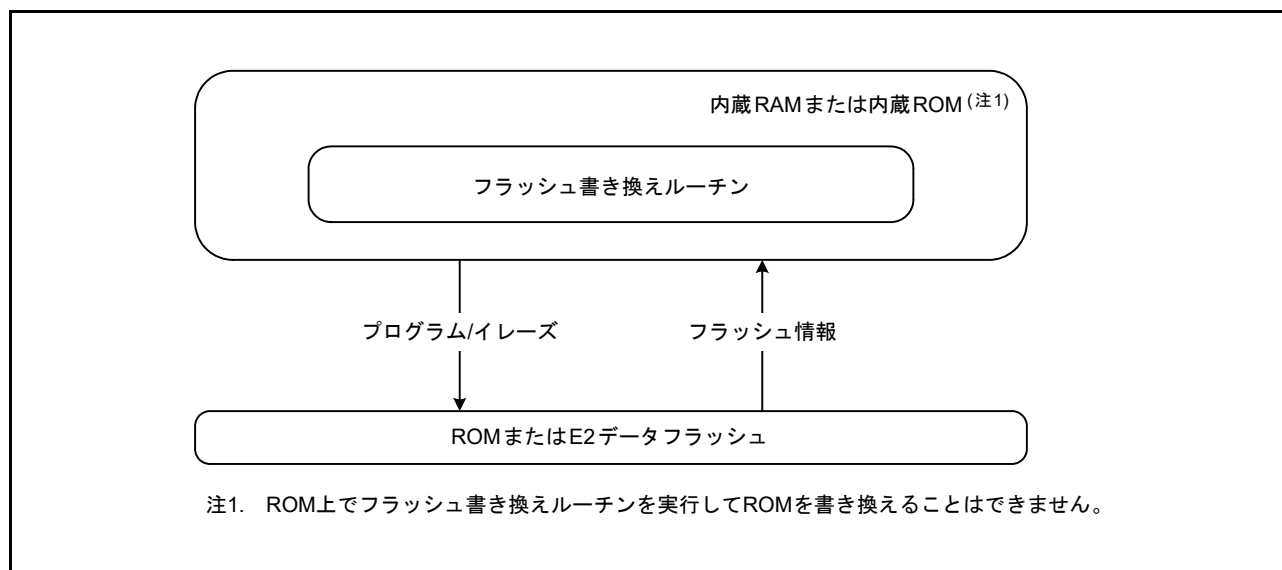 内蔵RAMまたは内蔵ROM(注1)
フラッシュ書き換えルーチン
プログラム/イレーズ
フラッシュ情報
ROMまたはE2データフラッシュ
注1. ROM上でフラッシュ書き換えルーチンを実行してROMを書き換えることはできません。